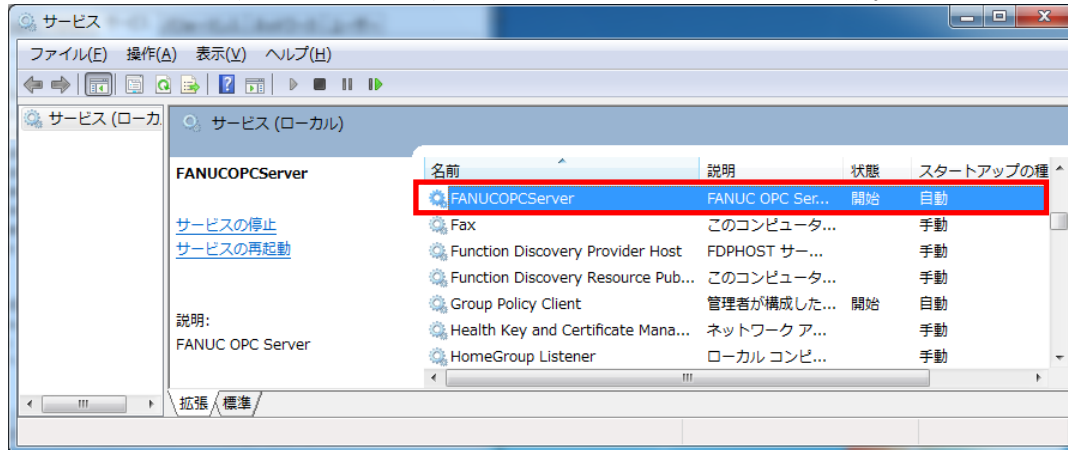 サービス
ファイル(F) 操作(A) 表示(V) ヘルプ(H)
サービス (ローカ
サービス (ローカル)
FANUCOPCServer
サービスの停止
サービスの再起動
説明:
FANUC OPC Server
名前 説明 状態 スタートアップの種
FANUCOPCServer FANUC OPC Ser... 開始 自動
Fax このコンピュータ... 手動
Function Discovery Provider Host FDPHOST サー... 手動
Function Discovery Resource Pub... このコンピュータ... 手動
Group Policy Client 管理者が構成した... 開始 自動
Health Key and Certificate Mana... ネットワーク ア... 手動
HomeGroup Listener ローカル コンピ... 手動
拡張 標準